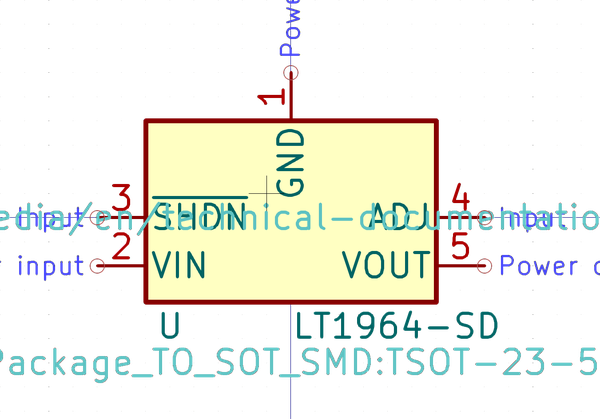 Powe
1
GND
3
SHDN
ADJ
4
Input
edia/en/technical-documentatio
Input
2
VIN
VOUT
5
r input
Power o
U
LT1964-SD
Package_TO_SOT_SMD:TSOT-23-5